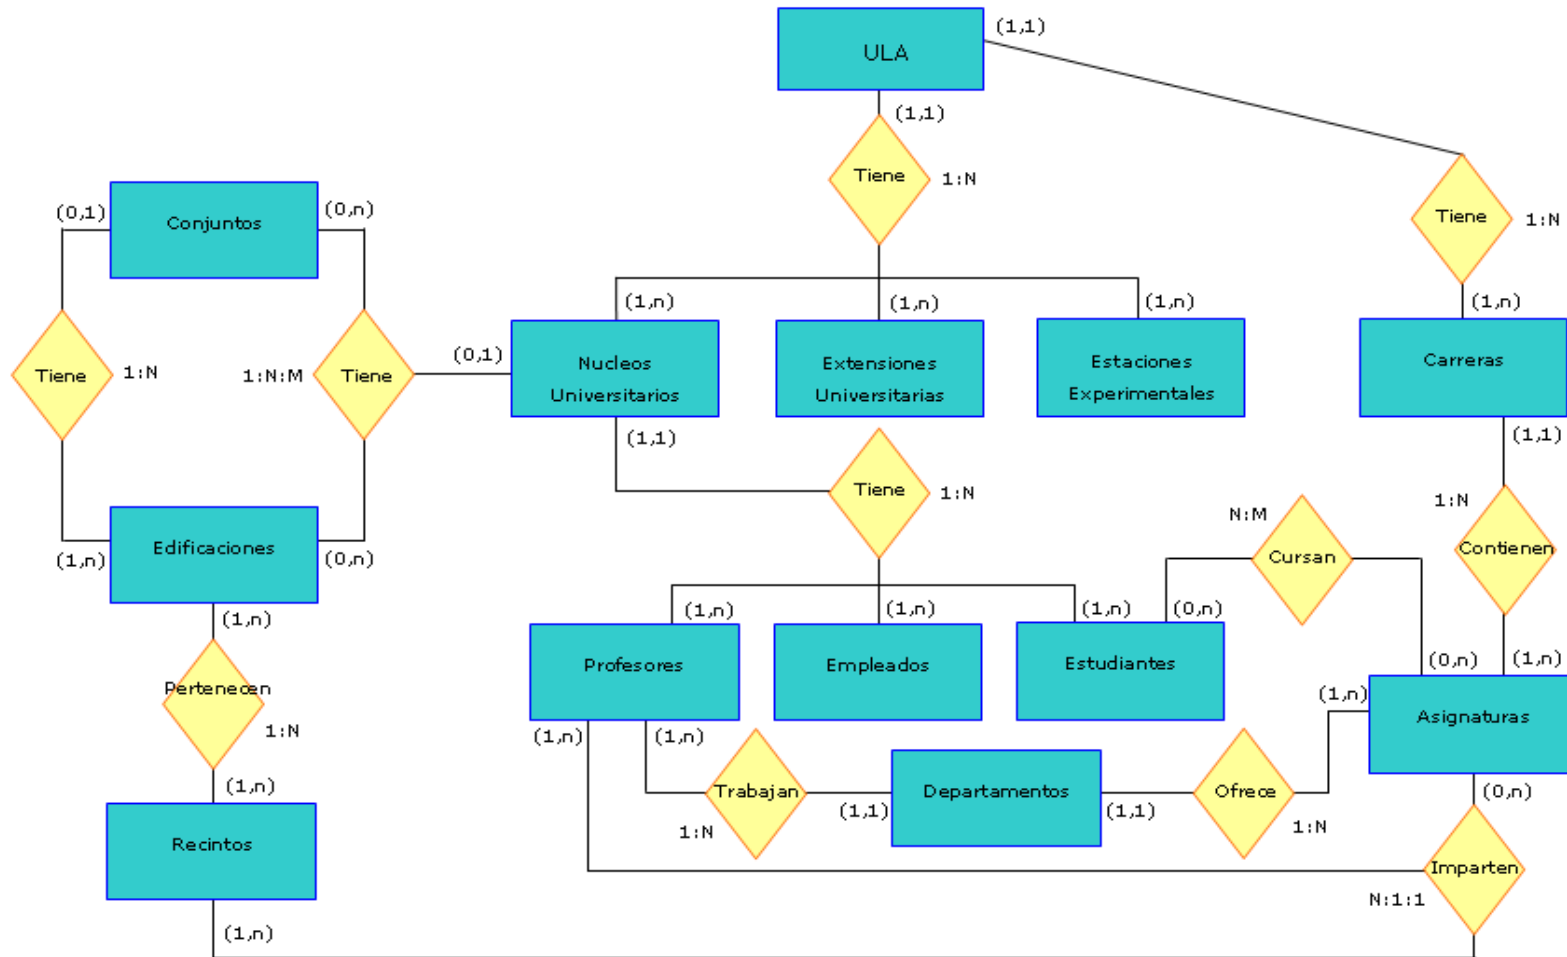 (1,1)
ULA
(1,1)
Tiene
1:N
Tiene
1:N
(0,1)
Conjuntos
(0,n)
(1,n)
(1,n)
(1,n)
(1,n)
Tiene
1:N
1:N:M
Tiene
(0,1)
Nucleos
Universitarios
Extensiones
Universitarias
Estaciones
Experimentales
Carreras
(1,1)
(1,1)
Tiene
1:N
N:M
1:N
Cursan
Contienen
(1,n)
Edificaciones
(0,n)
(1,n)
(1,n)
(1,n)
(1,n)
(0,n)
Profesores
Empleados
Estudiantes
(0,n)
(1,n)
Pertenecen
1:N
(1,n)
Asignaturas
(1,n)
(1,n)
(1,n)
Recintos
Trabajan
1:N
(1,1)
Departamentos
(1,1)
Ofrece
1:N
(0,n)
Imparten
N:1:1
(1,n)